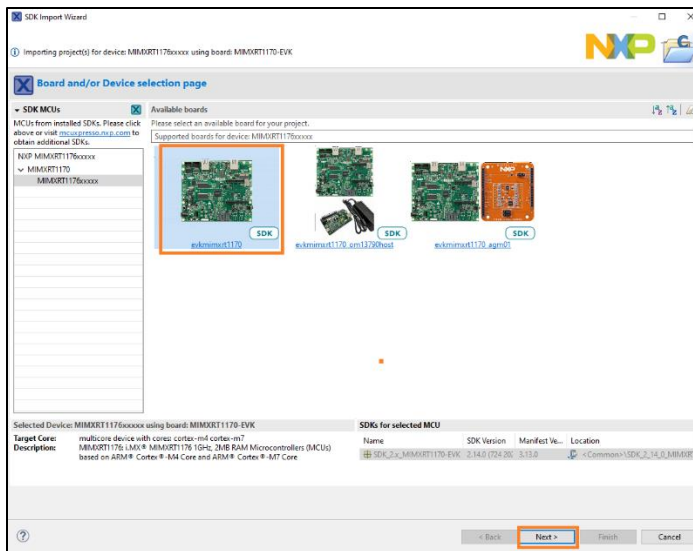 SDK Import Wizard
Importing project(s) for device: MIMXRT1176xxxxx using board: MIMXRT1170-EVK
NXP
Board and/or Device selection page
SDK MCUs
MCUs from installed SDKs. Please click
above or visit mcuxpresso.nxp.com to
obtain additional SDKs.
NXP MIMXRT1176xxxxx
MIMXRT1170
MIMXRT1176xxxxx
Available boards
Please select an available board for your project.
Supported boards for device: MIMXRT1176xxxxx
SDK
evkmimxrt1170
SDK
evkmimxrt1170_om13790host
SDK
evkmimxrt1170_agm01
Selected Device: MIMXRT1176xxxxx using board: MIMXRT1170-EVK
Target Core: multicore device with cores: cortex-m4 cortex-m7
Description: MIMXRT1176: i.MX® MIMXRT1176 1GHz, 2MB RAM Microcontrollers (MCUs)
based on ARM® Cortex®-M4 Core and ARM® Cortex®-M7 Core
SDKs for selected MCU
Name SDK Version Manifest Ve... Location
SDK_2.x_MIMXRT1170-EVK 2.14.0 (724 202 3.13.0 <Common>\SDK_2_14_0_MIMXRT
? < Back Next > Finish Cancel